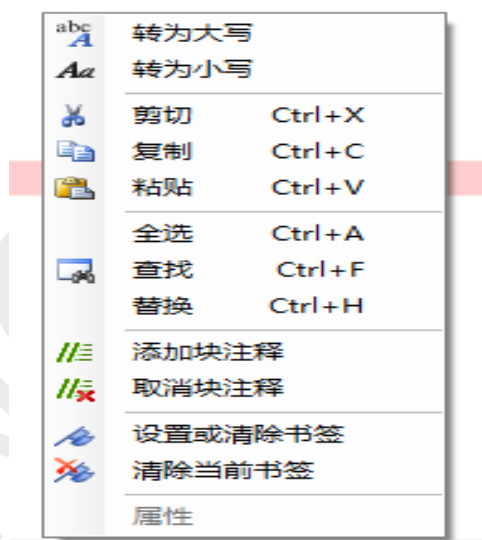 abc A 转为大写
Aa 转为小写
剪切 Ctrl+X
复制 Ctrl+C
粘贴 Ctrl+V
全选 Ctrl+A
查找 Ctrl+F
替换 Ctrl+H
添加块注释
取消块注释
设置或清除书签
清除当前书签
属性